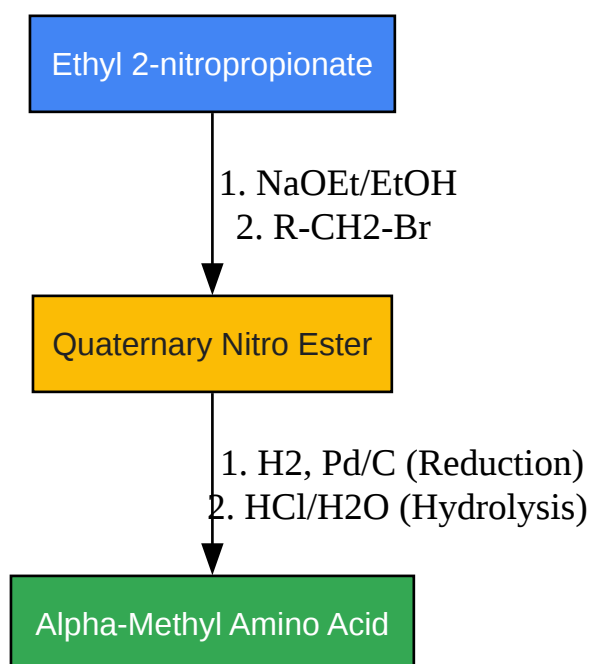 Ethyl 2-nitropropionate
1. NaOEt/EtOH
2. R-CH2-Br
Quaternary Nitro Ester
1. H2, Pd/C (Reduction)
2. HCl/H2O (Hydrolysis)
Alpha-Methyl Amino Acid